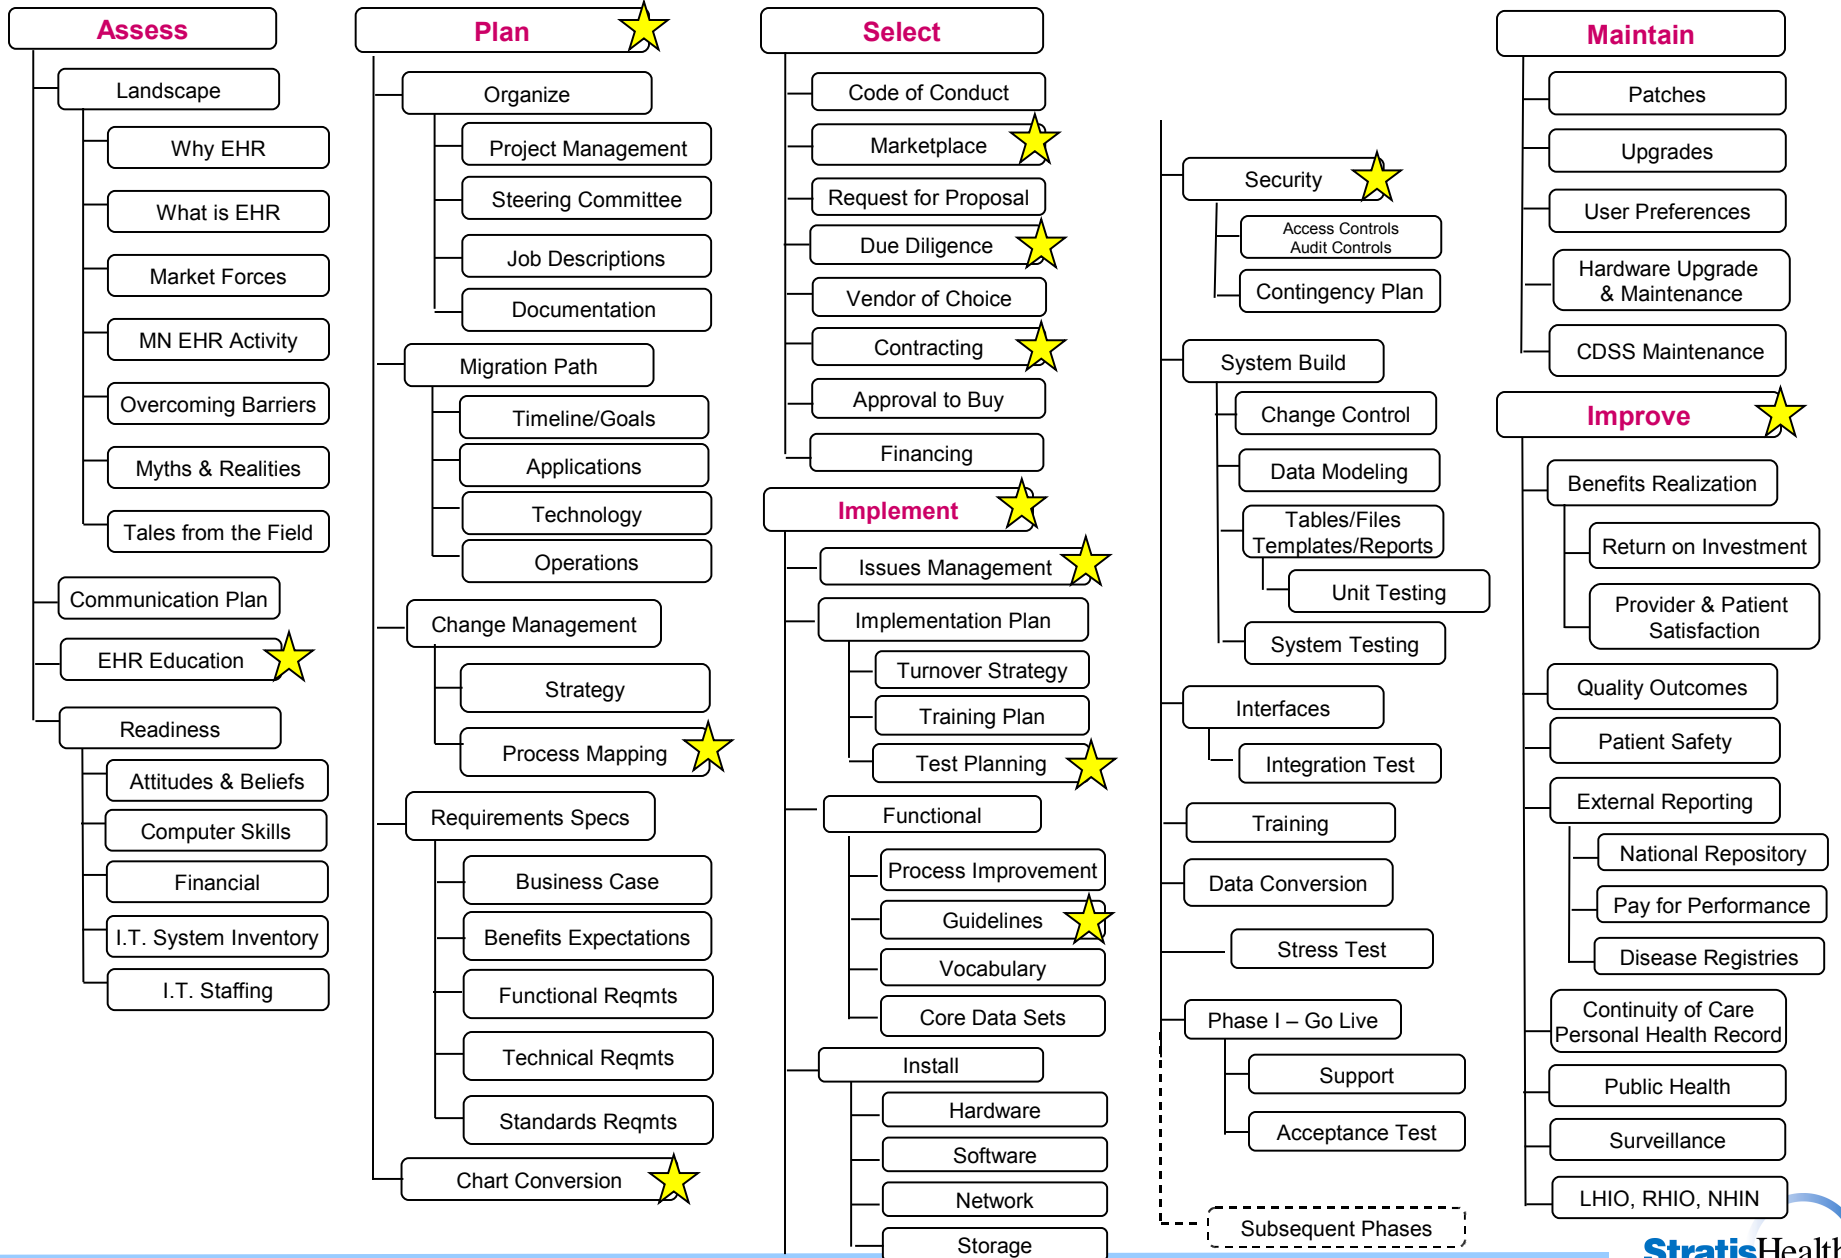 Assess
Landscape
Why EHR
What is EHR
Market Forces
MN EHR Activity
Overcoming Barriers
Myths & Realities
Tales from the Field
Communication Plan
EHR Education
Readiness
Attitudes & Beliefs
Computer Skills
Financial
I.T. System Inventory
I.T. Staffing
Plan
Organize
Project Management
Steering Committee
Job Descriptions
Documentation
Migration Path
Timeline/Goals
Applications
Technology
Operations
Change Management
Strategy
Process Mapping
Requirements Specs
Business Case
Benefits Expectations
Functional Reqmts
Technical Reqmts
Standards Reqmts
Chart Conversion
Select
Code of Conduct
Marketplace
Request for Proposal
Due Diligence
Vendor of Choice
Contracting
Approval to Buy
Financing
Implement
Issues Management
Implementation Plan
Turnover Strategy
Training Plan
Test Planning
Functional
Process Improvement
Guidelines
Vocabulary
Core Data Sets
Install
Hardware
Software
Network
Storage
Security
Access Controls
Audit Controls
Contingency Plan
System Build
Change Control
Data Modeling
Tables/Files
Templates/Reports
Unit Testing
System Testing
Interfaces
Integration Test
Training
Data Conversion
Stress Test
Phase I – Go Live
Support
Acceptance Test
Subsequent Phases
Maintain
Patches
Upgrades
User Preferences
Hardware Upgrade
& Maintenance
CDSS Maintenance
Improve
Benefits Realization
Return on Investment
Provider & Patient
Satisfaction
Quality Outcomes
Patient Safety
External Reporting
National Repository
Pay for Performance
Disease Registries
Continuity of Care
Personal Health Record
Public Health
Surveillance
LHIO, RHIO, NHIN
StratisHealth